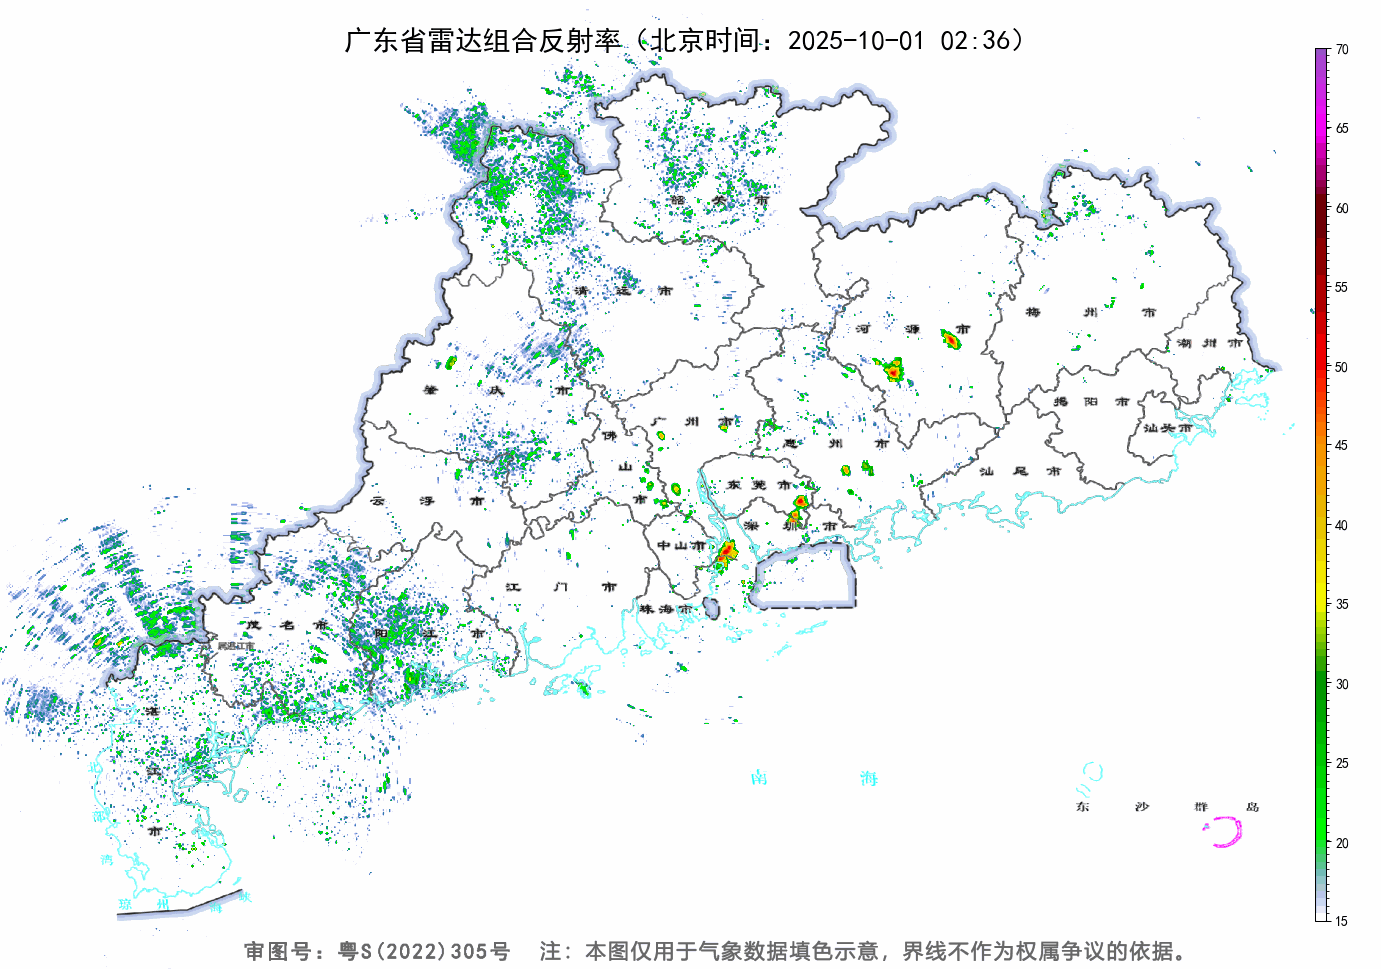 广东省雷达组合反射率（北京时间：2025-10-01 02:36）
70
65
60
55
50
45
40
35
30
25
20
15
韶关市
清远市
河源市
梅州市
潮州市
肇庆市
广州市
揭阳市
汕头市
佛山市
惠州市
汕尾市
云浮市
东莞市
深圳市
中山市
江门市
珠海市
茂名市
阳江市
属湛江市
湛江市
南海
北部湾
东沙群岛
琼州海峡
审图号：粤S(2022)305号 注：本图仅用于气象数据填色示意，界线不作为权属争议的依据。